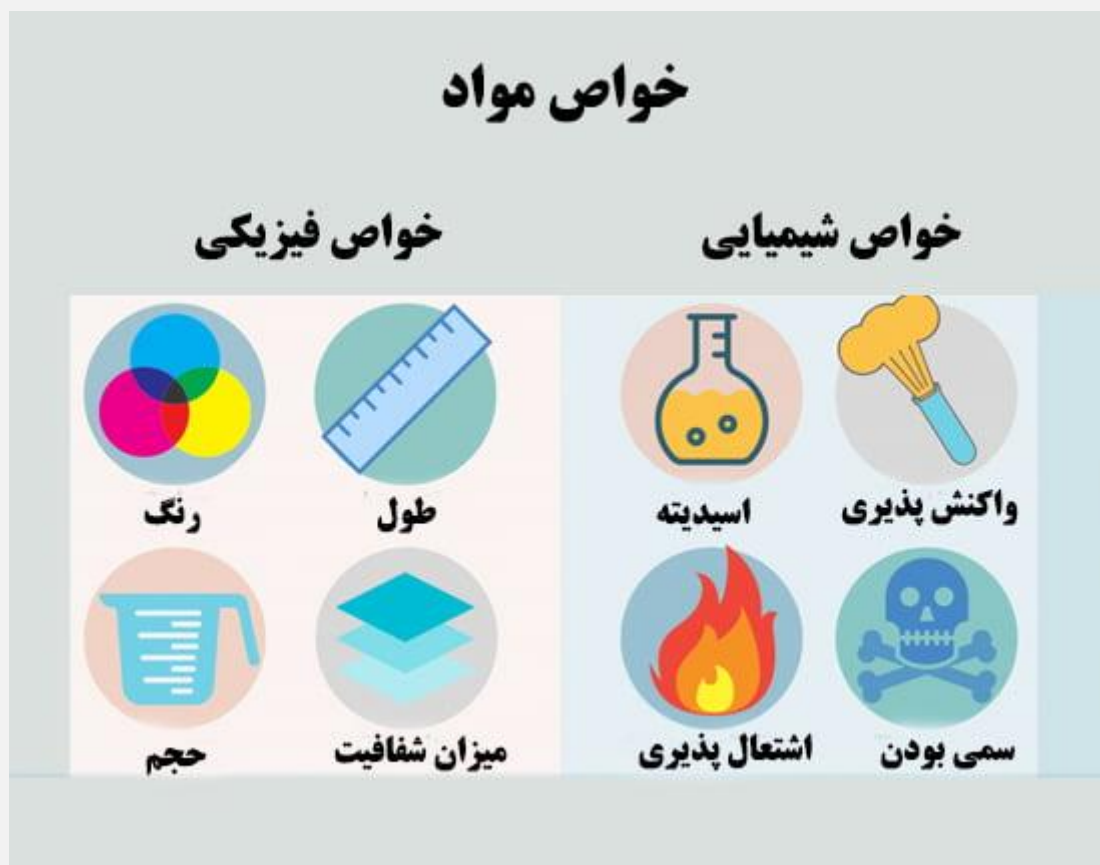 خواص مواد
خواص شیمیایی
خواص فیزیکی
واکنش پذیری
اسیدیته
طول
رنگ
سمی بودن
اشتعال پذیری
میزان شفافیت
حجم